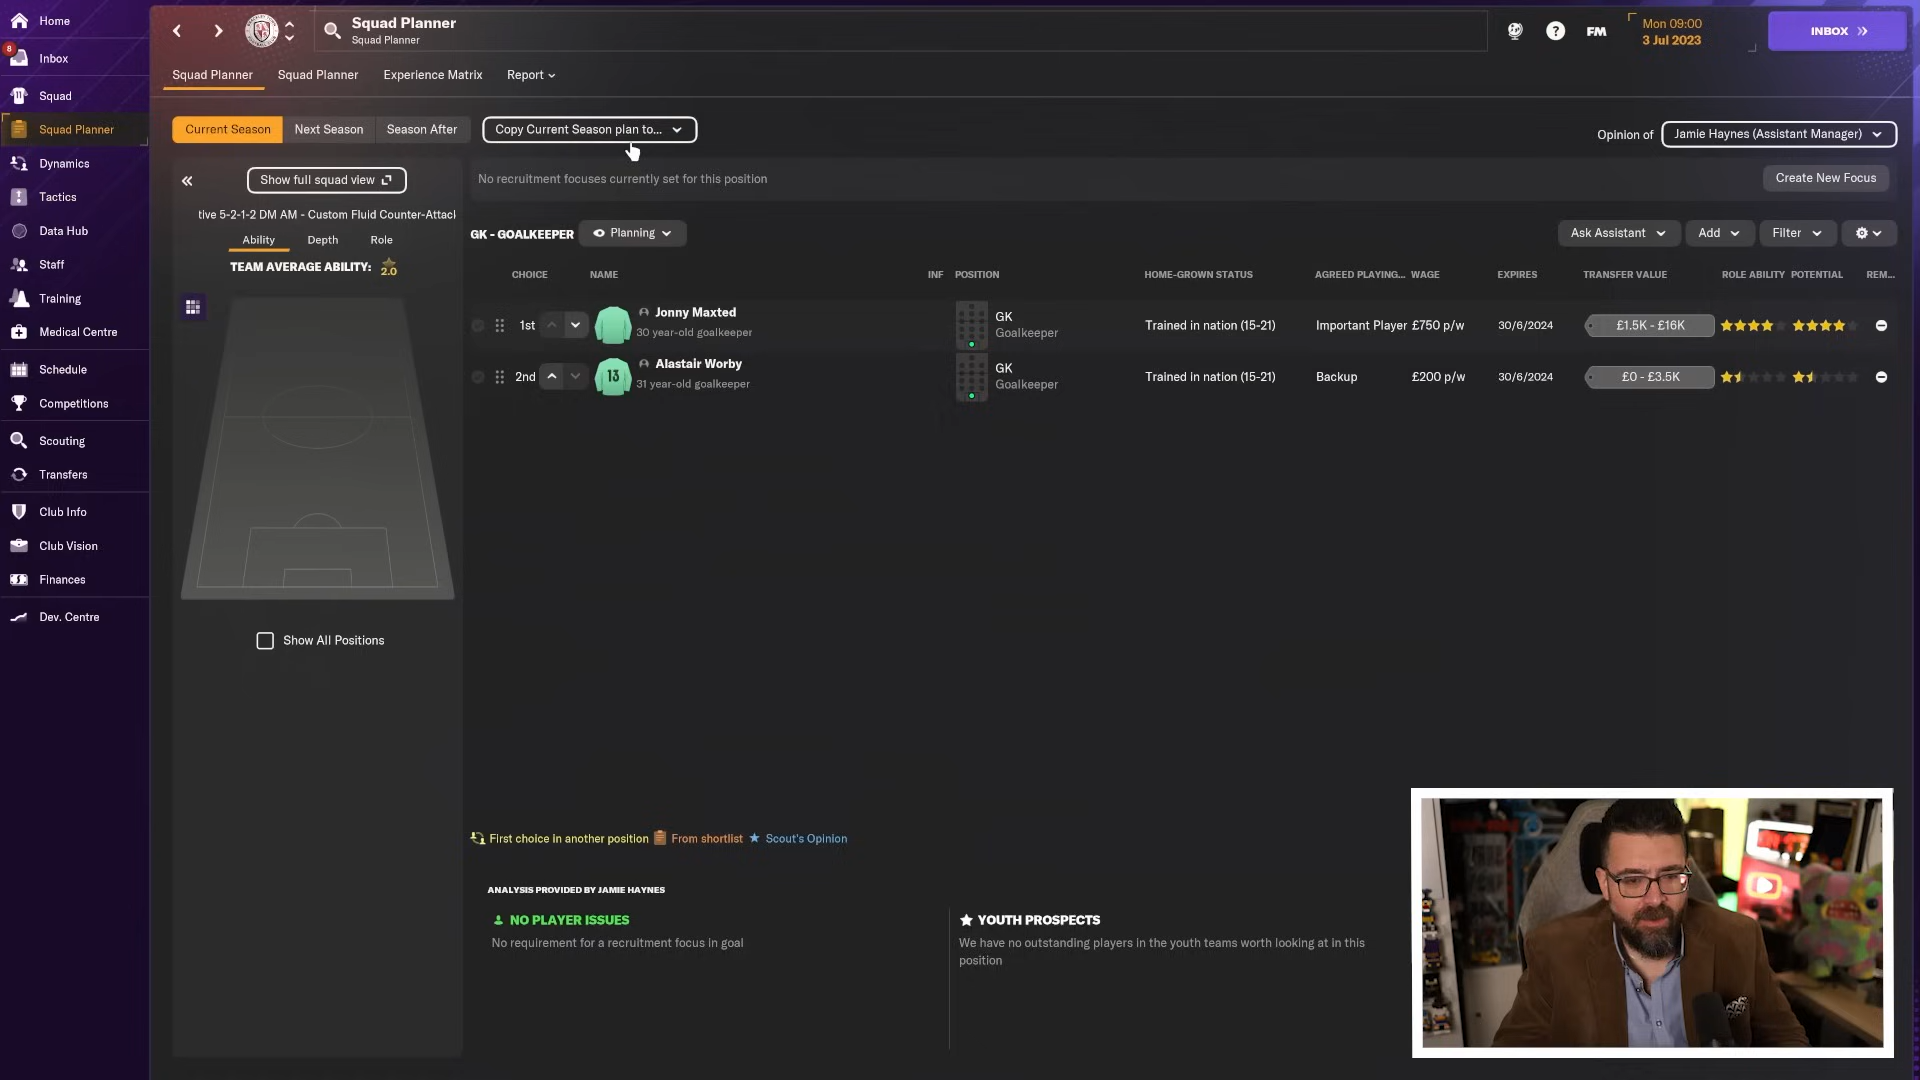 Home
8
Inbox
Squad
Squad Planner
Dynamics
Tactics
Data Hub
Staff
Training
Medical Centre
Schedule
Competitions
Scouting
Transfers
Club Info
Club Vision
Finances
Dev. Centre
Squad Planner
Squad Planner
FM
Mon 09:00
3 Jul 2023
INBOX
Squad Planner Squad Planner Experience Matrix Report
Current Season Next Season Season After Copy Current Season plan to...
Opinion of Jamie Haynes (Assistant Manager)
Show full squad view
tive 5-2-1-2 DM AM - Custom Fluid Counter-Attack
Ability Depth Role
TEAM AVERAGE ABILITY: 2.0
Show All Positions
No recruitment focuses currently set for this position
Create New Focus
GK - GOALKEEPER Planning
Ask Assistant Add Filter
CHOICE NAME INF POSITION HOME-GROWN STATUS AGREED PLAYING... WAGE EXPIRES TRANSFER VALUE ROLE ABILITY POTENTIAL REM...
1st Jonny Maxted GK Trained in nation (15-21) Important Player £750 p/w 30/6/2024 £1.5K - £16K
30 year-old goalkeeper Goalkeeper
2nd 13 Alastair Worby GK Trained in nation (15-21) Backup £200 p/w 30/6/2024 £0 - £3.5K
31 year-old goalkeeper Goalkeeper
First choice in another position From shortlist Scout's Opinion
ANALYSIS PROVIDED BY JAMIE HAYNES
NO PLAYER ISSUES
No requirement for a recruitment focus in goal
YOUTH PROSPECTS
We have no outstanding players in the youth teams worth looking at in this
position